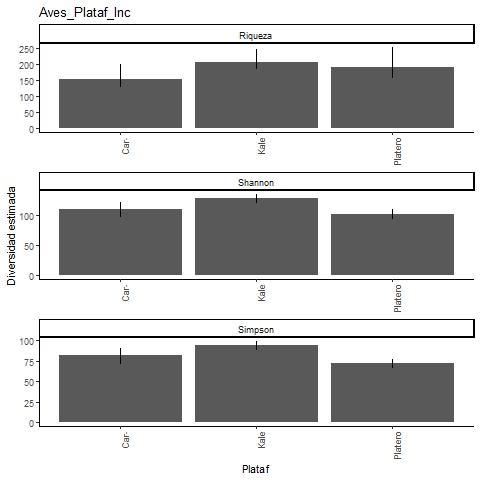 Aves_Plataf_Inc
Riqueza
250
200
150
100
50
0
Car-
Kale
Platero
Diversidad estimada
Shannon
100
50
0
Car-
Kale
Platero
Simpson
100
75
50
25
0
Car-
Kale
Platero
Plataf